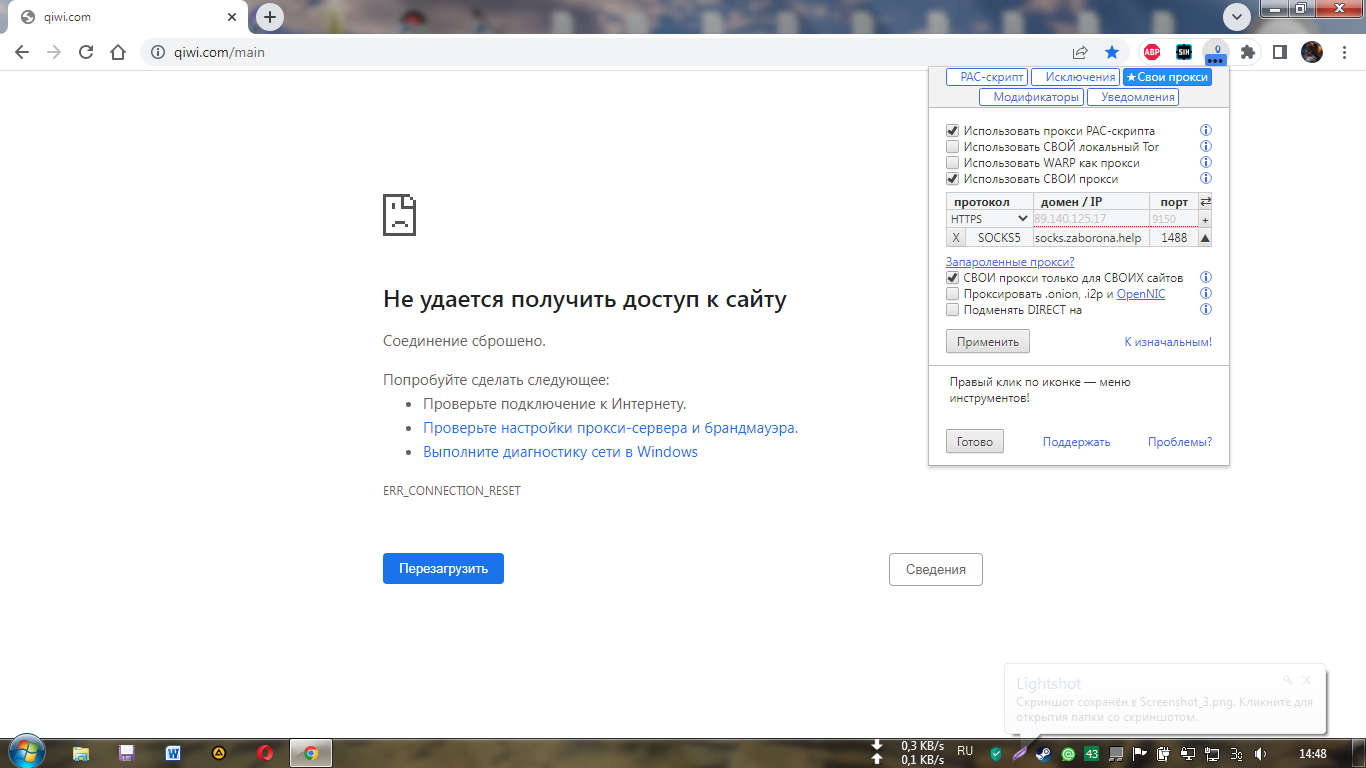 qiwi.com
qiwi.com/main
ABP
SIH
PAC-скрипт
Исключения
★Свои прокси
Модификаторы
Уведомления
Использовать прокси PAC-скрипта
Использовать СВОЙ локальный Tor
Использовать WARP как прокси
Использовать СВОИ прокси
протокол домен / IP порт ⇄
HTTPS 89.140.125.17 9150 +
X SOCKS5 socks.zaborona.help 1488 ▲
Запароленные прокси?
СВОИ прокси только для СВОИХ сайтов
Проксировать .onion, .i2p и OpenNIC
Подменять DIRECT на
Применить
К изначальным!
Правый клик по иконке — меню
инструментов!
Готово
Поддержать
Проблемы?
Не удается получить доступ к сайту
Соединение сброшено.
Попробуйте сделать следующее:
• Проверьте подключение к Интернету.
• Проверьте настройки прокси-сервера и брандмауэра.
• Выполните диагностику сети в Windows
ERR_CONNECTION_RESET
Перезагрузить
Сведения
Lightshot
Скриншот сохранён в Screenshot_3.png. Кликните для
открытия папки со скриншотом.
0,3 KB/s
0,1 KB/s
RU
43
14:48